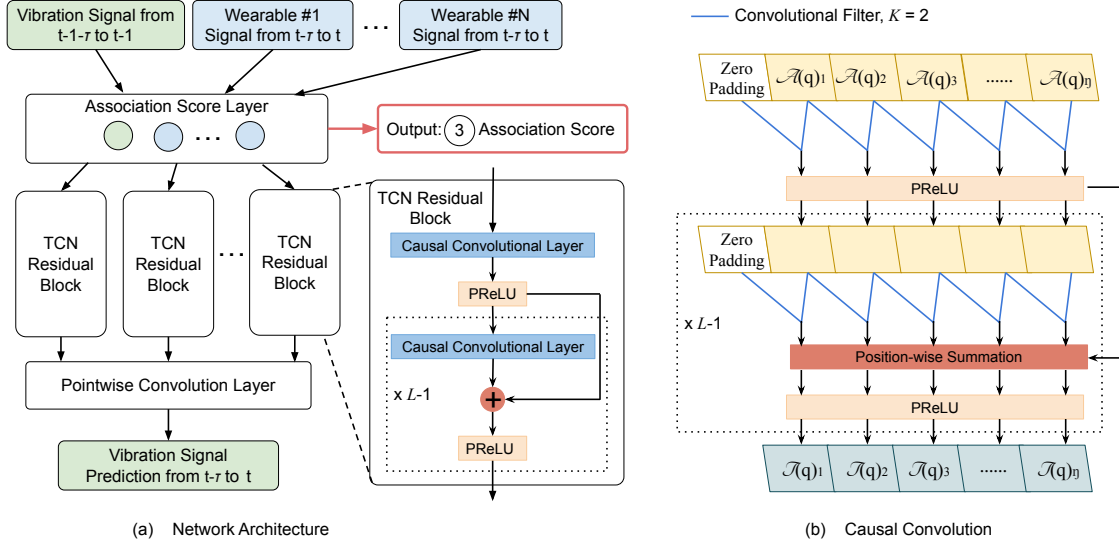 Vibration Signal from
t-1-τ to t-1
Wearable #1
Signal from t-τ to t
...
Wearable #N
Signal from t-τ to t
Association Score Layer
...
Output: 3 Association Score
TCN
Residual
Block
TCN
Residual
Block
...
TCN
Residual
Block
Pointwise Convolution Layer
Vibration Signal
Prediction from t-τ to t
TCN Residual
Block
Causal Convolutional Layer
PReLU
Causal Convolutional Layer
x L-1
+
PReLU
(a) Network Architecture
Convolutional Filter, K = 2
Zero
Padding
𝒜(q)₁
𝒜(q)₂
𝒜(q)₃
......
𝒜(q)ŋ
PReLU
Zero
Padding
x L-1
Position-wise Summation
PReLU
𝒯(q)₁
𝒯(q)₂
𝒯(q)₃
......
𝒯(q)ŋ
(b) Causal Convolution